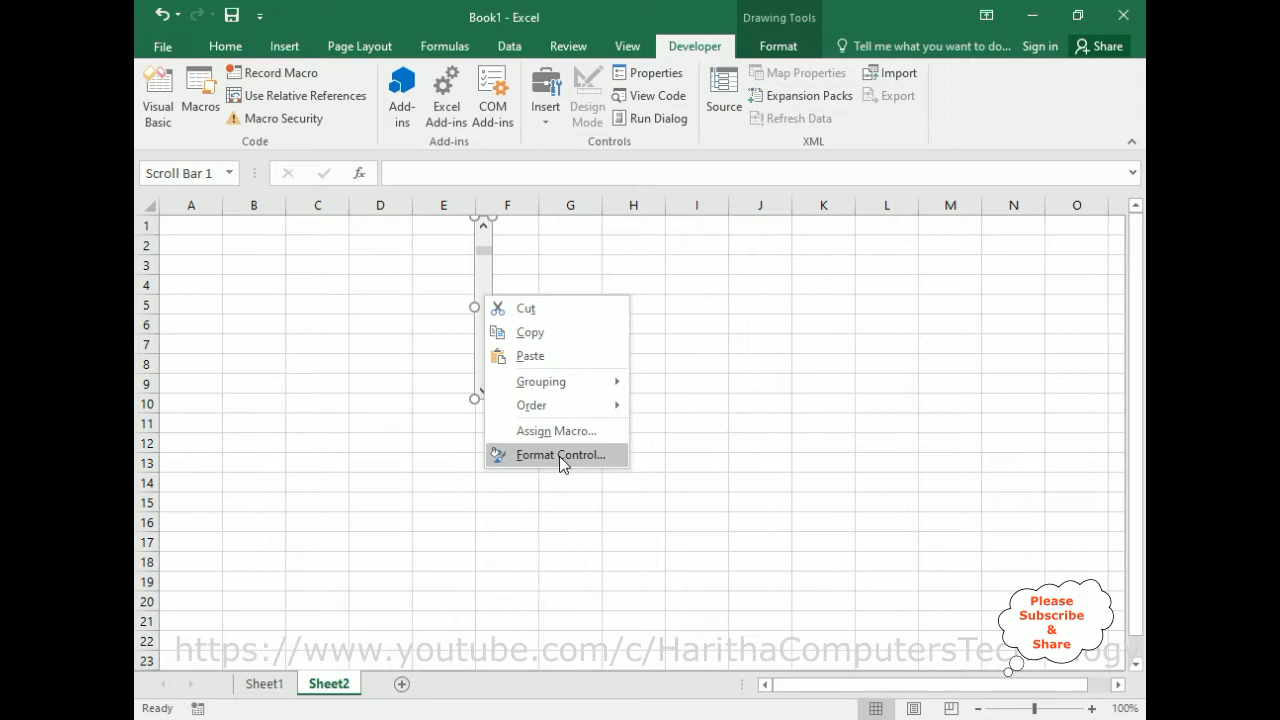 Book1 - Excel
Drawing Tools
File Home Insert Page Layout Formulas Data Review View Developer Format Tell me what you want to do... Sign in Share
Visual Basic
Macros
Record Macro
Use Relative References
Macro Security
Code
Add-ins
Excel Add-ins
COM Add-ins
Add-ins
Insert
Design Mode
Properties
View Code
Run Dialog
Controls
Source
Map Properties
Expansion Packs
Refresh Data
Import
Export
XML
Scroll Bar 1
fx
A B C D E F G H I J K L M N O
1
2
3
4
5
6
7
8
9
10
11
12
13
14
15
16
17
18
19
20
21
22
23
Cut
Copy
Paste
Grouping
Order
Assign Macro...
Format Control...
Please
Subscribe
&
Share
https://www.youtube.com/c/HarithaComputersTechnology
Sheet1 Sheet2
Ready 100%